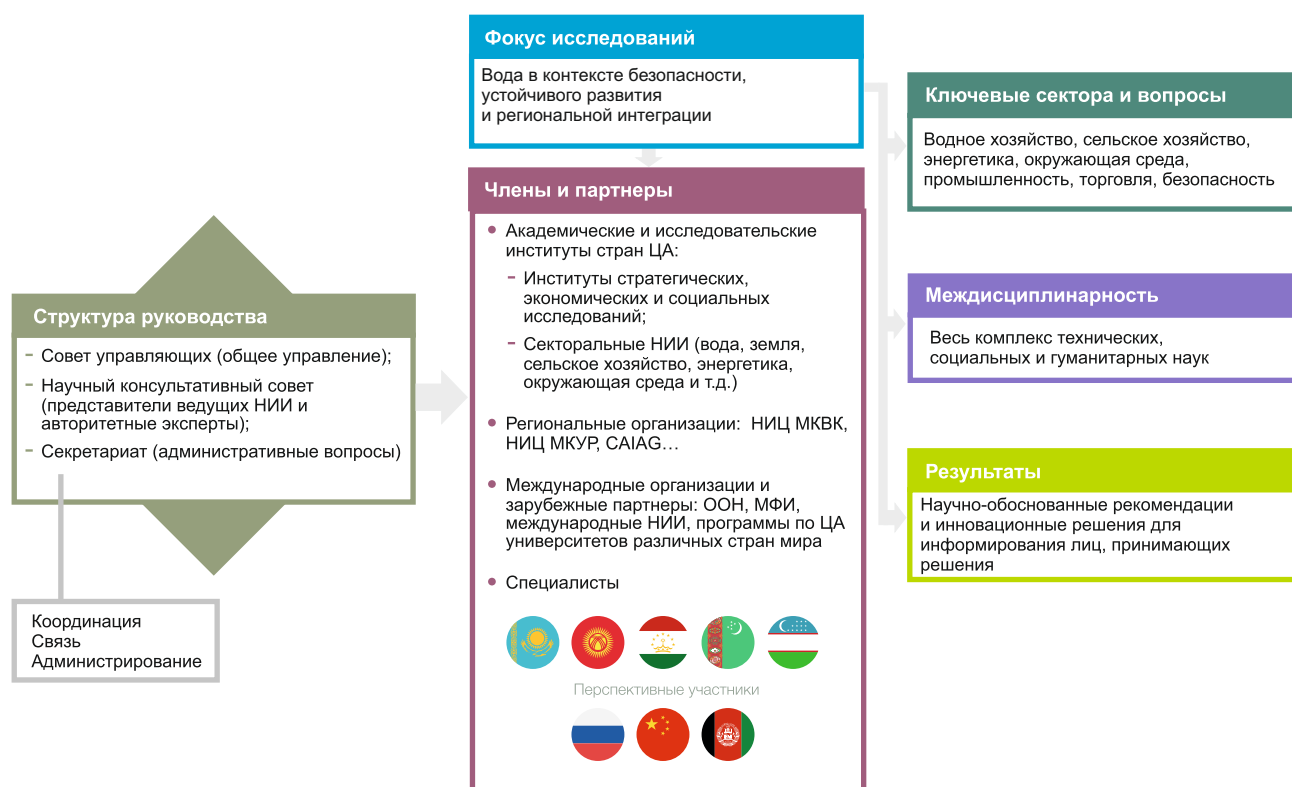 Фокус исследований
Вода в контексте безопасности,
устойчивого развития
и региональной интеграции
Ключевые сектора и вопросы
Водное хозяйство, сельское хозяйство,
энергетика, окружающая среда,
промышленность, торговля, безопасность
Члены и партнеры
Академические и исследовательские
институты стран ЦА:
- Институты стратегических,
экономических и социальных
исследований;
- Секторальные НИИ (вода, земля,
сельское хозяйство, энергетика,
окружающая среда и т.д.)
Региональные организации: НИЦ МКВК,
НИЦ МКУР, CAIAG…
Международные организации и
зарубежные партнеры: ООН, МФИ,
международные НИИ, программы по ЦА
университетов различных стран мира
Специалисты
Перспективные участники
Структура руководства
- Совет управляющих (общее управление);
- Научный консультативный совет
(представители ведущих НИИ и
авторитетные эксперты);
- Секретариат (административные вопросы)
Координация
Связь
Администрирование
Междисциплинарность
Весь комплекс технических,
социальных и гуманитарных наук
Результаты
Научно-обоснованные рекомендации
и инновационные решения для
информирования лиц, принимающих
решения